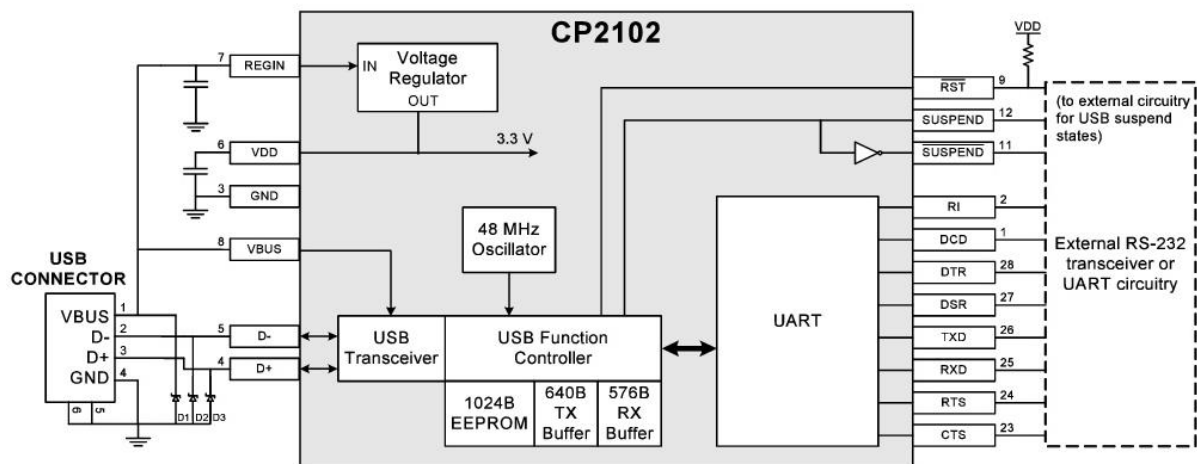 CP2102
7
REGIN
IN
Voltage
Regulator
OUT
VDD
9
RST
(to external circuitry
for USB suspend
states)
12
SUSPEND
11
SUSPEND
6
VDD
3.3 V
3
GND
8
VBUS
48 MHz
Oscillator
USB
CONNECTOR
VBUS
1
D-
2
D+
3
GND
4
6
5
D1
D2
D3
5
D-
4
D+
USB
Transceiver
USB Function
Controller
1024B
EEPROM
640B
TX
Buffer
576B
RX
Buffer
UART
RI
2
DCD
1
DTR
28
DSR
27
TXD
26
RXD
25
RTS
24
CTS
23
External RS-232
transceiver or
UART circuitry